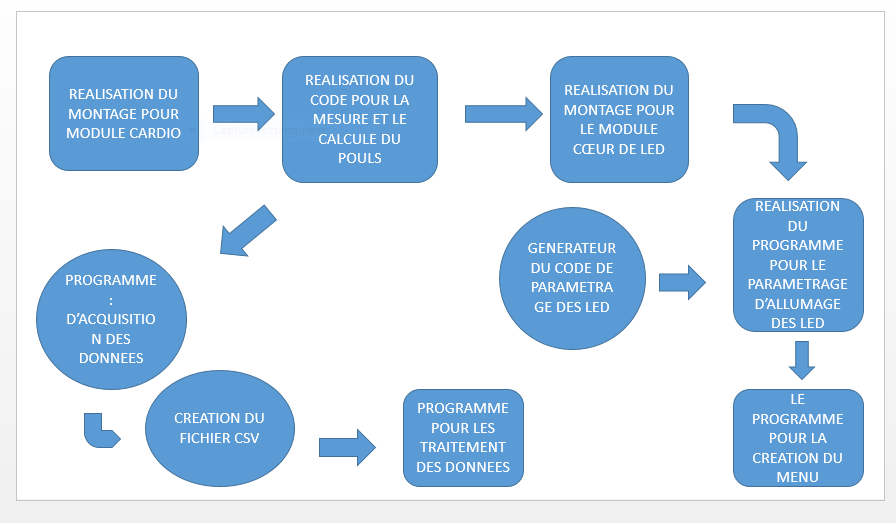 REALISATION DU
MONTAGE POUR
MODULE CARDIO
REALISATION DU
CODE POUR LA
MESURE ET LE
CALCULE DU
POULS
REALISATION DU
MONTAGE POUR
LE MODULE
CŒUR DE LED
REALISATION
DU
PROGRAMME
POUR LE
PARAMETRAGE
D’ALLUMAGE
DES LED
GENERATEUR
DU CODE DE
PARAMETRA
GE DES LED
PROGRAMME
:
D’ACQUISITIO
N DES
DONNEES
CREATION DU
FICHIER CSV
PROGRAMME
POUR LES
TRAITEMENT
DES DONNEES
LE
PROGRAMME
POUR LA
CREATION DU
MENU